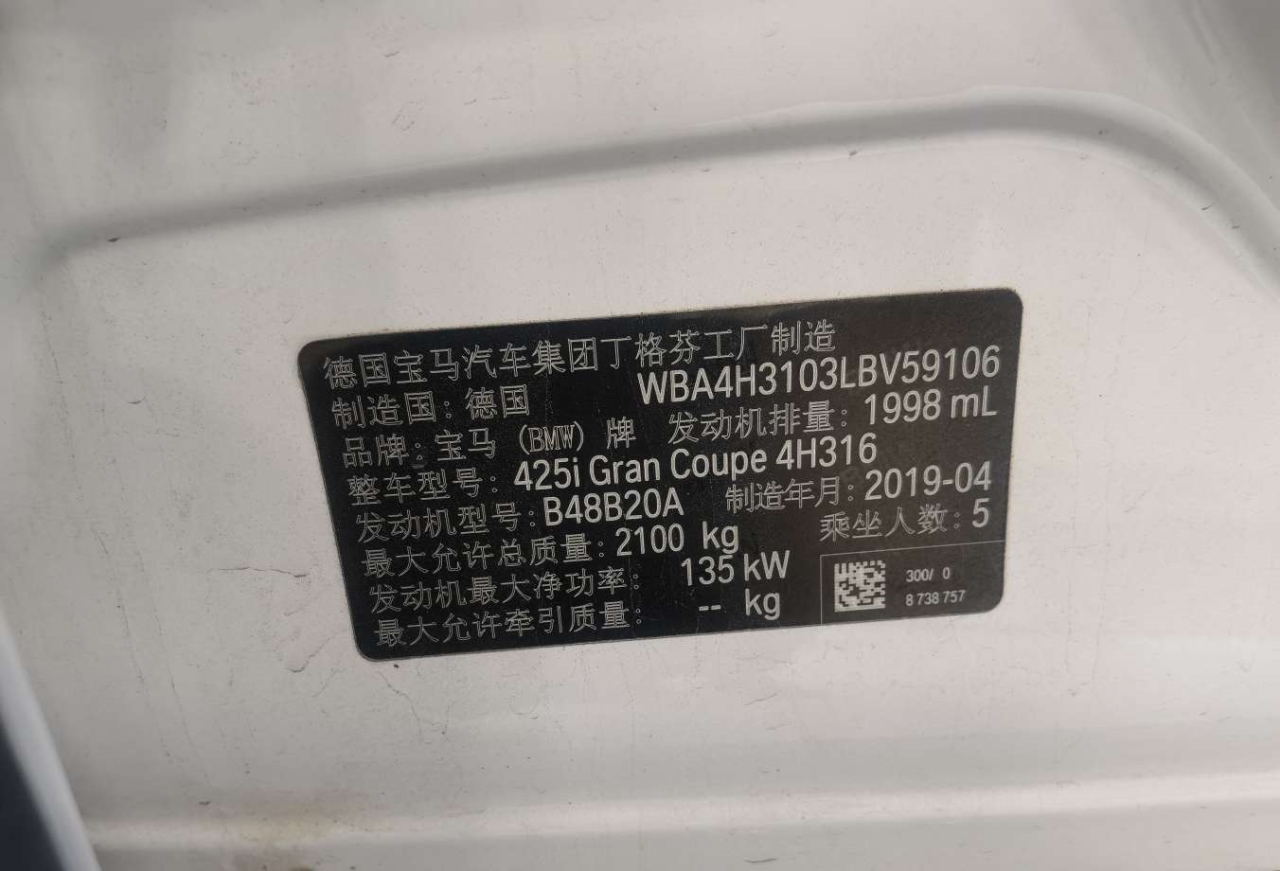 德国宝马汽车集团丁格芬工厂制造
制造国：德国 WBA4H3103LBV59106
品牌：宝马（BMW）牌 发动机排量：1998 mL
整车型号：425i Gran Coupe 4H316
发动机型号：B48B20A 制造年月：2019-04
最大允许总质量：2100 kg 乘坐人数：5
发动机最大净功率： 135 kW
最大允许牵引质量： -- kg
300/ 0
8 738 757